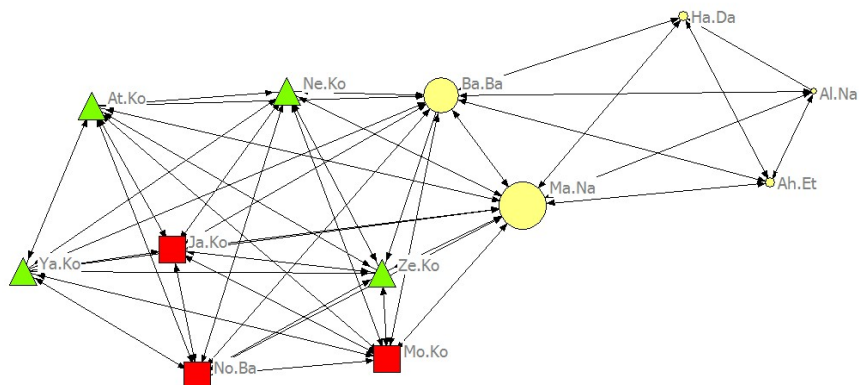 Ha.Da
Ne.Ko
Ba.Ba
At.Ko
Al.Na
Ah.Et
Ma.Na
Ja.Ko
Ya.Ko
Ze.Ko
Mo.Ko
No.Ba